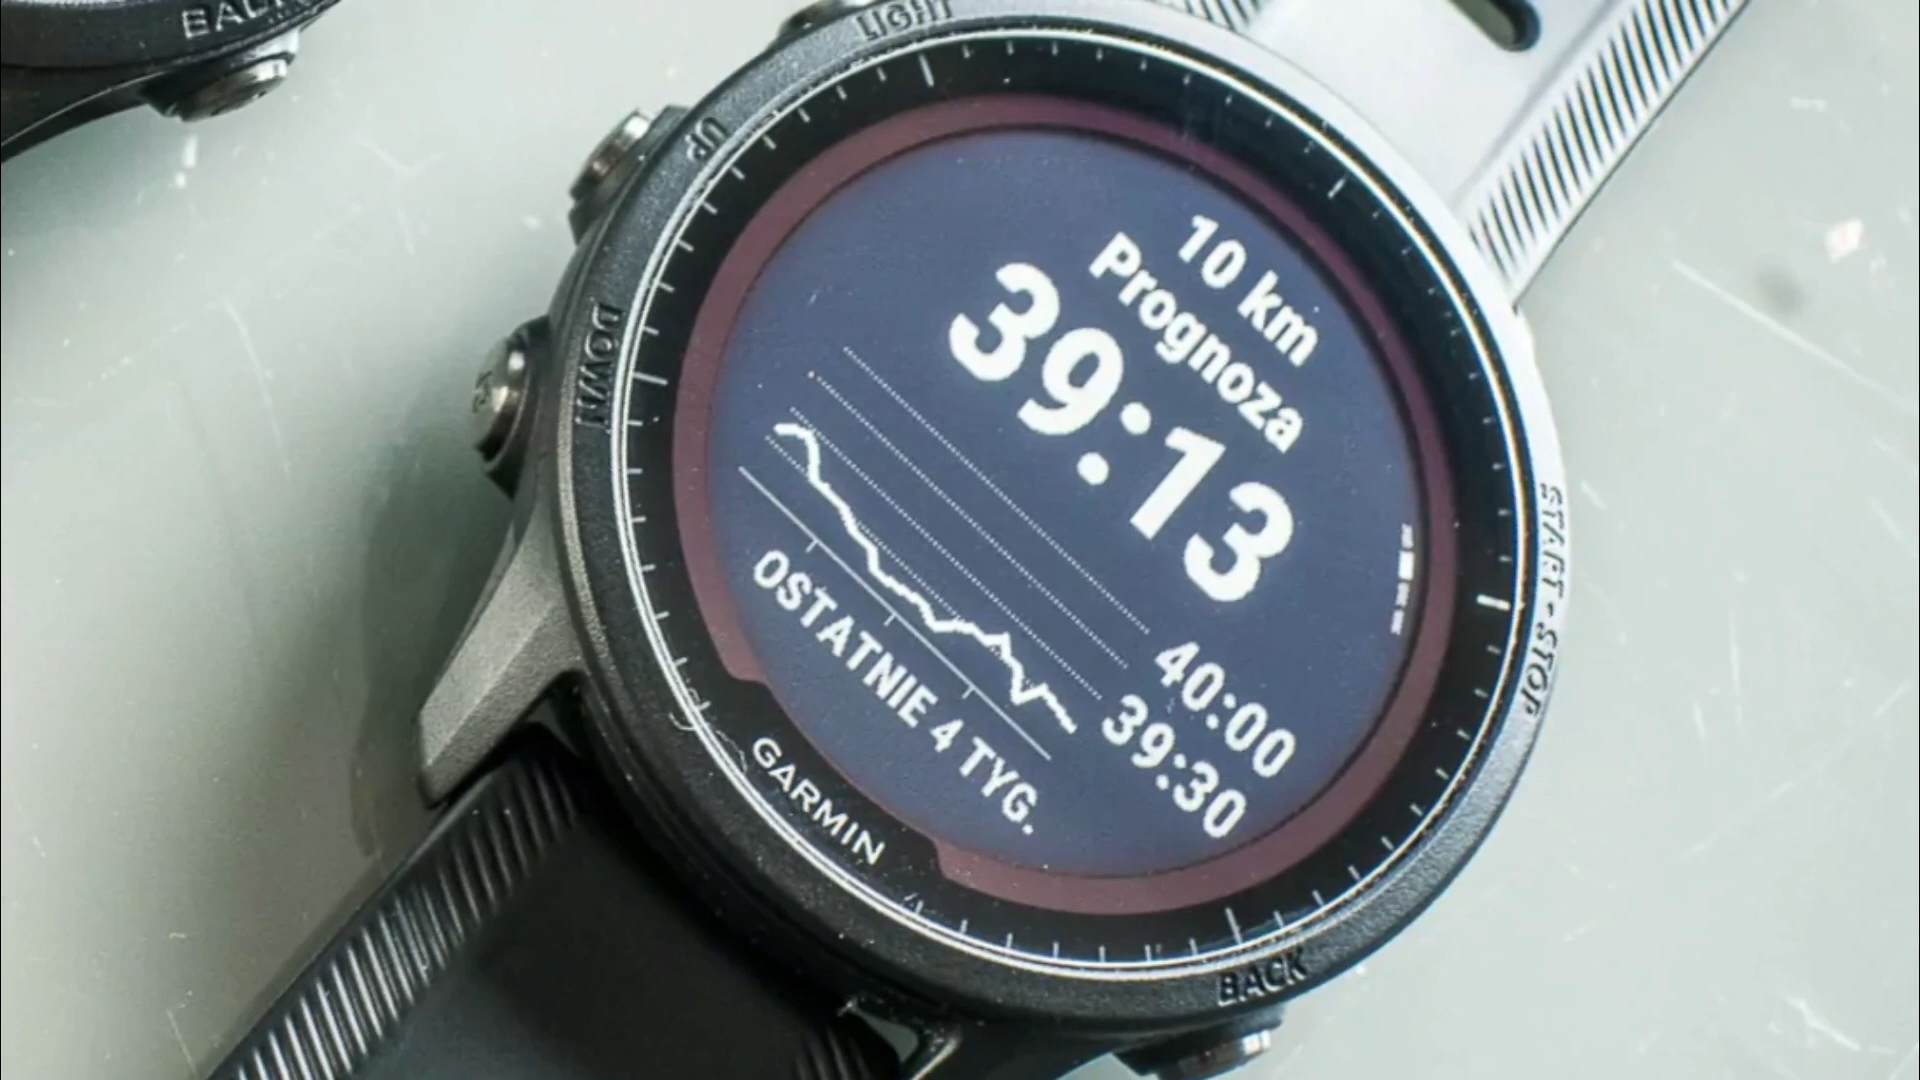 LIGHT
UP
DOWN
10 km
Prognoza
39:13
40:00
39:30
OSTATNIE 4 TYG.
GARMIN
START • STOP
BACK